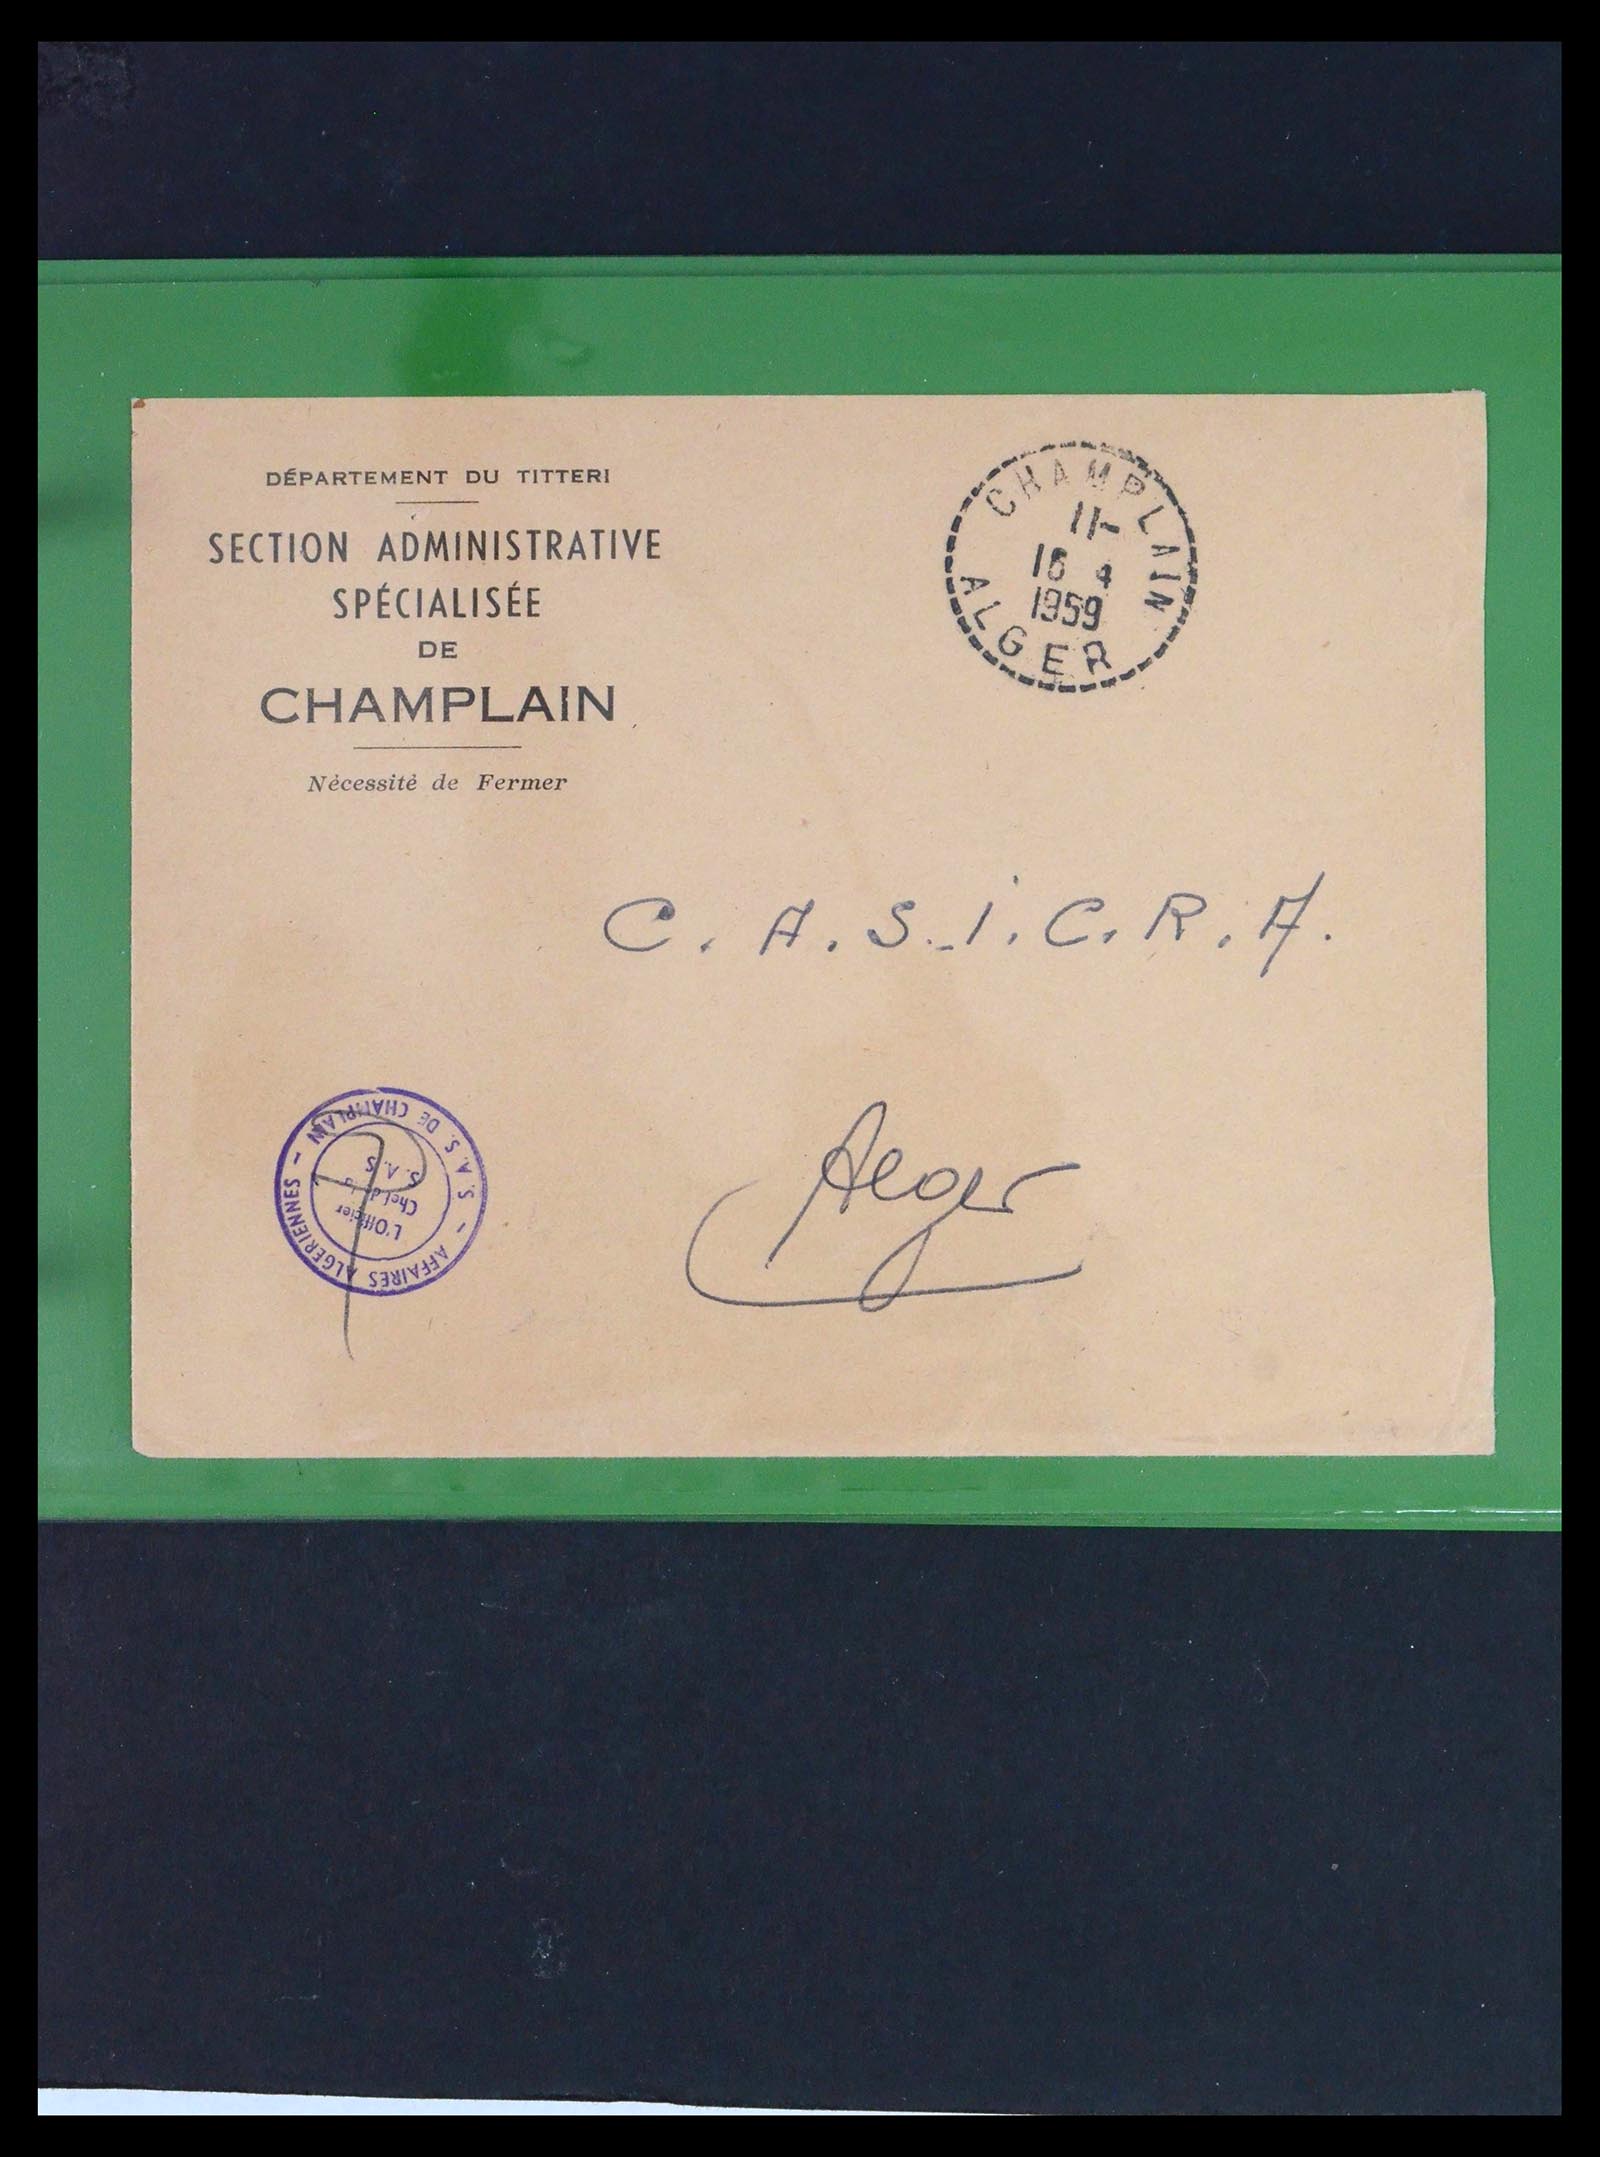 DÉPARTEMENT DU TITTERI
SECTION ADMINISTRATIVE
SPÉCIALISÉE
DE
CHAMPLAIN
Nécessité de Fermer
CHAMPLAIN
11-
16 4
1959
ALGER
C. A. S. I. C. R. A.
Alger
S.A.S. DE CHAMPLAIN
- AFFAIRES ALGERIENNES -
L'Officier
Chef de la
S.A.S